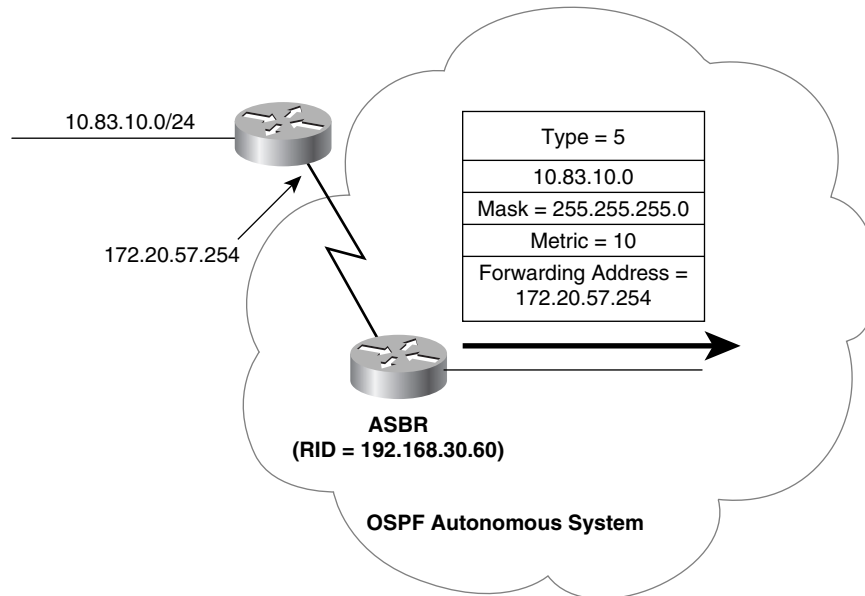 10.83.10.0/24
172.20.57.254
Type = 5
10.83.10.0
Mask = 255.255.255.0
Metric = 10
Forwarding Address =
172.20.57.254
ASBR
(RID = 192.168.30.60)
OSPF Autonomous System